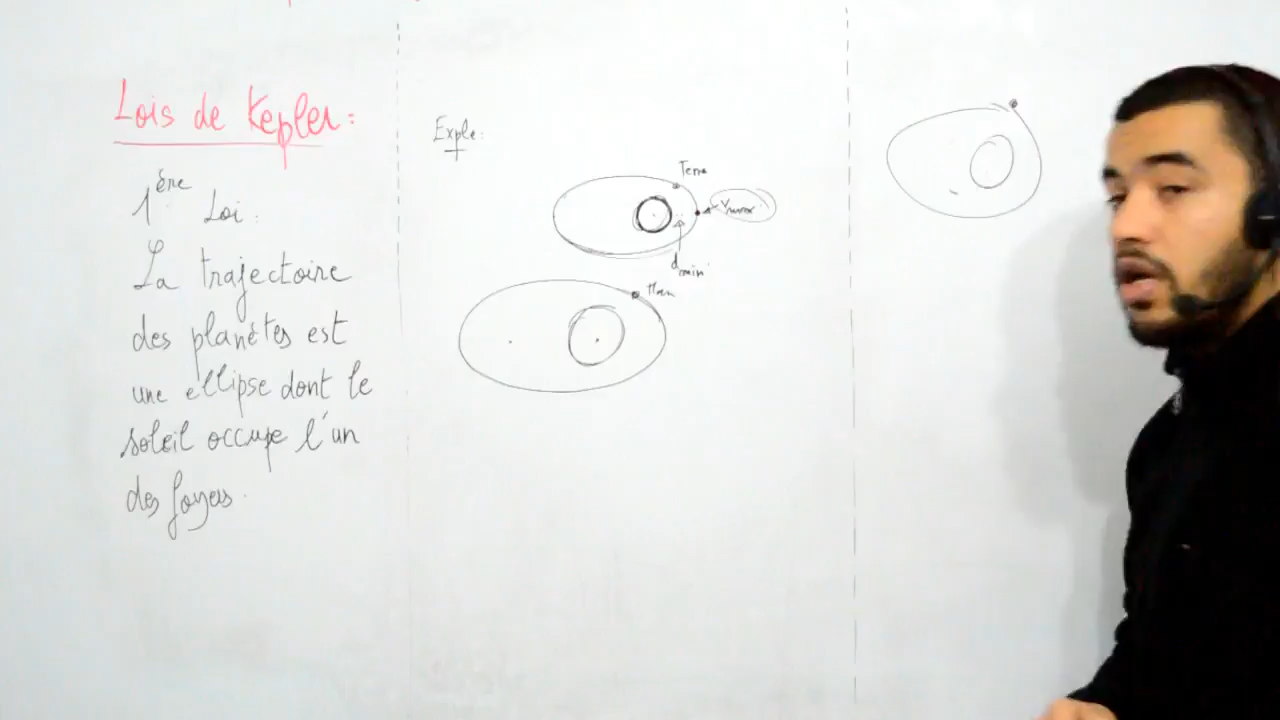 Lois de Kepler :
1ère Loi :
La trajectoire
des planètes est
une ellipse dont le
soleil occupe l'un
des foyers.
Exple :
Terre
Vmax
dmin